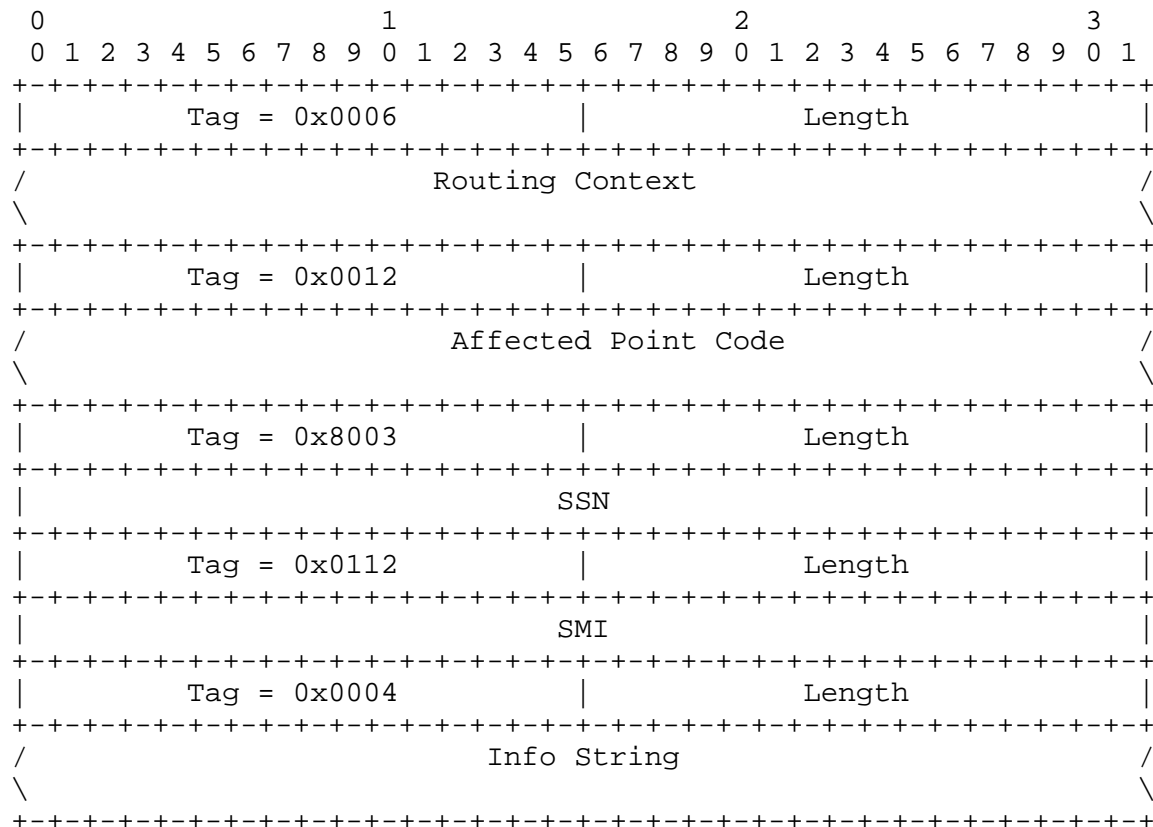 0                   1                   2                   3
 0 1 2 3 4 5 6 7 8 9 0 1 2 3 4 5 6 7 8 9 0 1 2 3 4 5 6 7 8 9 0 1
+-+-+-+-+-+-+-+-+-+-+-+-+-+-+-+-+-+-+-+-+-+-+-+-+-+-+-+-+-+-+-+-+
|         Tag = 0x0006          |            Length             |
+-+-+-+-+-+-+-+-+-+-+-+-+-+-+-+-+-+-+-+-+-+-+-+-+-+-+-+-+-+-+-+-+
/                       Routing Context                         /
\                                                               \
+-+-+-+-+-+-+-+-+-+-+-+-+-+-+-+-+-+-+-+-+-+-+-+-+-+-+-+-+-+-+-+-+
|         Tag = 0x0012          |            Length             |
+-+-+-+-+-+-+-+-+-+-+-+-+-+-+-+-+-+-+-+-+-+-+-+-+-+-+-+-+-+-+-+-+
/                        Affected Point Code                    /
\                                                               \
+-+-+-+-+-+-+-+-+-+-+-+-+-+-+-+-+-+-+-+-+-+-+-+-+-+-+-+-+-+-+-+-+
|         Tag = 0x8003          |            Length             |
+-+-+-+-+-+-+-+-+-+-+-+-+-+-+-+-+-+-+-+-+-+-+-+-+-+-+-+-+-+-+-+-+
|                              SSN                              |
+-+-+-+-+-+-+-+-+-+-+-+-+-+-+-+-+-+-+-+-+-+-+-+-+-+-+-+-+-+-+-+-+
|         Tag = 0x0112          |            Length             |
+-+-+-+-+-+-+-+-+-+-+-+-+-+-+-+-+-+-+-+-+-+-+-+-+-+-+-+-+-+-+-+-+
|                              SMI                              |
+-+-+-+-+-+-+-+-+-+-+-+-+-+-+-+-+-+-+-+-+-+-+-+-+-+-+-+-+-+-+-+-+
|         Tag = 0x0004          |            Length             |
+-+-+-+-+-+-+-+-+-+-+-+-+-+-+-+-+-+-+-+-+-+-+-+-+-+-+-+-+-+-+-+-+
/                          Info String                          /
\                                                               \
+-+-+-+-+-+-+-+-+-+-+-+-+-+-+-+-+-+-+-+-+-+-+-+-+-+-+-+-+-+-+-+-+